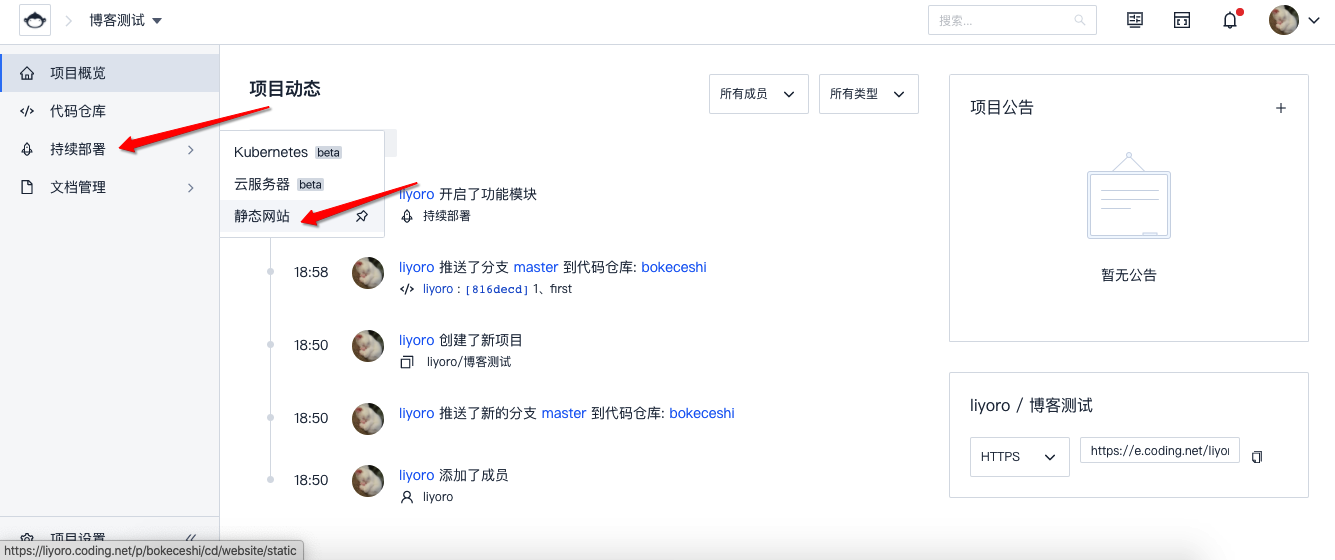 博客测试
搜索...
项目概览
代码仓库
持续部署
文档管理
项目设置
https://liyoro.coding.net/p/bokeceshi/cd/website/static
项目动态
所有成员
所有类型
Kubernetes beta
云服务器 beta
静态网站
liyoro 开启了功能模块
持续部署
18:58
liyoro 推送了分支 master 到代码仓库: bokeceshi
liyoro : [816decd] 1、first
18:50
liyoro 创建了新项目
liyoro/博客测试
18:50
liyoro 推送了新的分支 master 到代码仓库: bokeceshi
18:50
liyoro 添加了成员
liyoro
项目公告
暂无公告
liyoro / 博客测试
HTTPS
https://e.coding.net/liyor